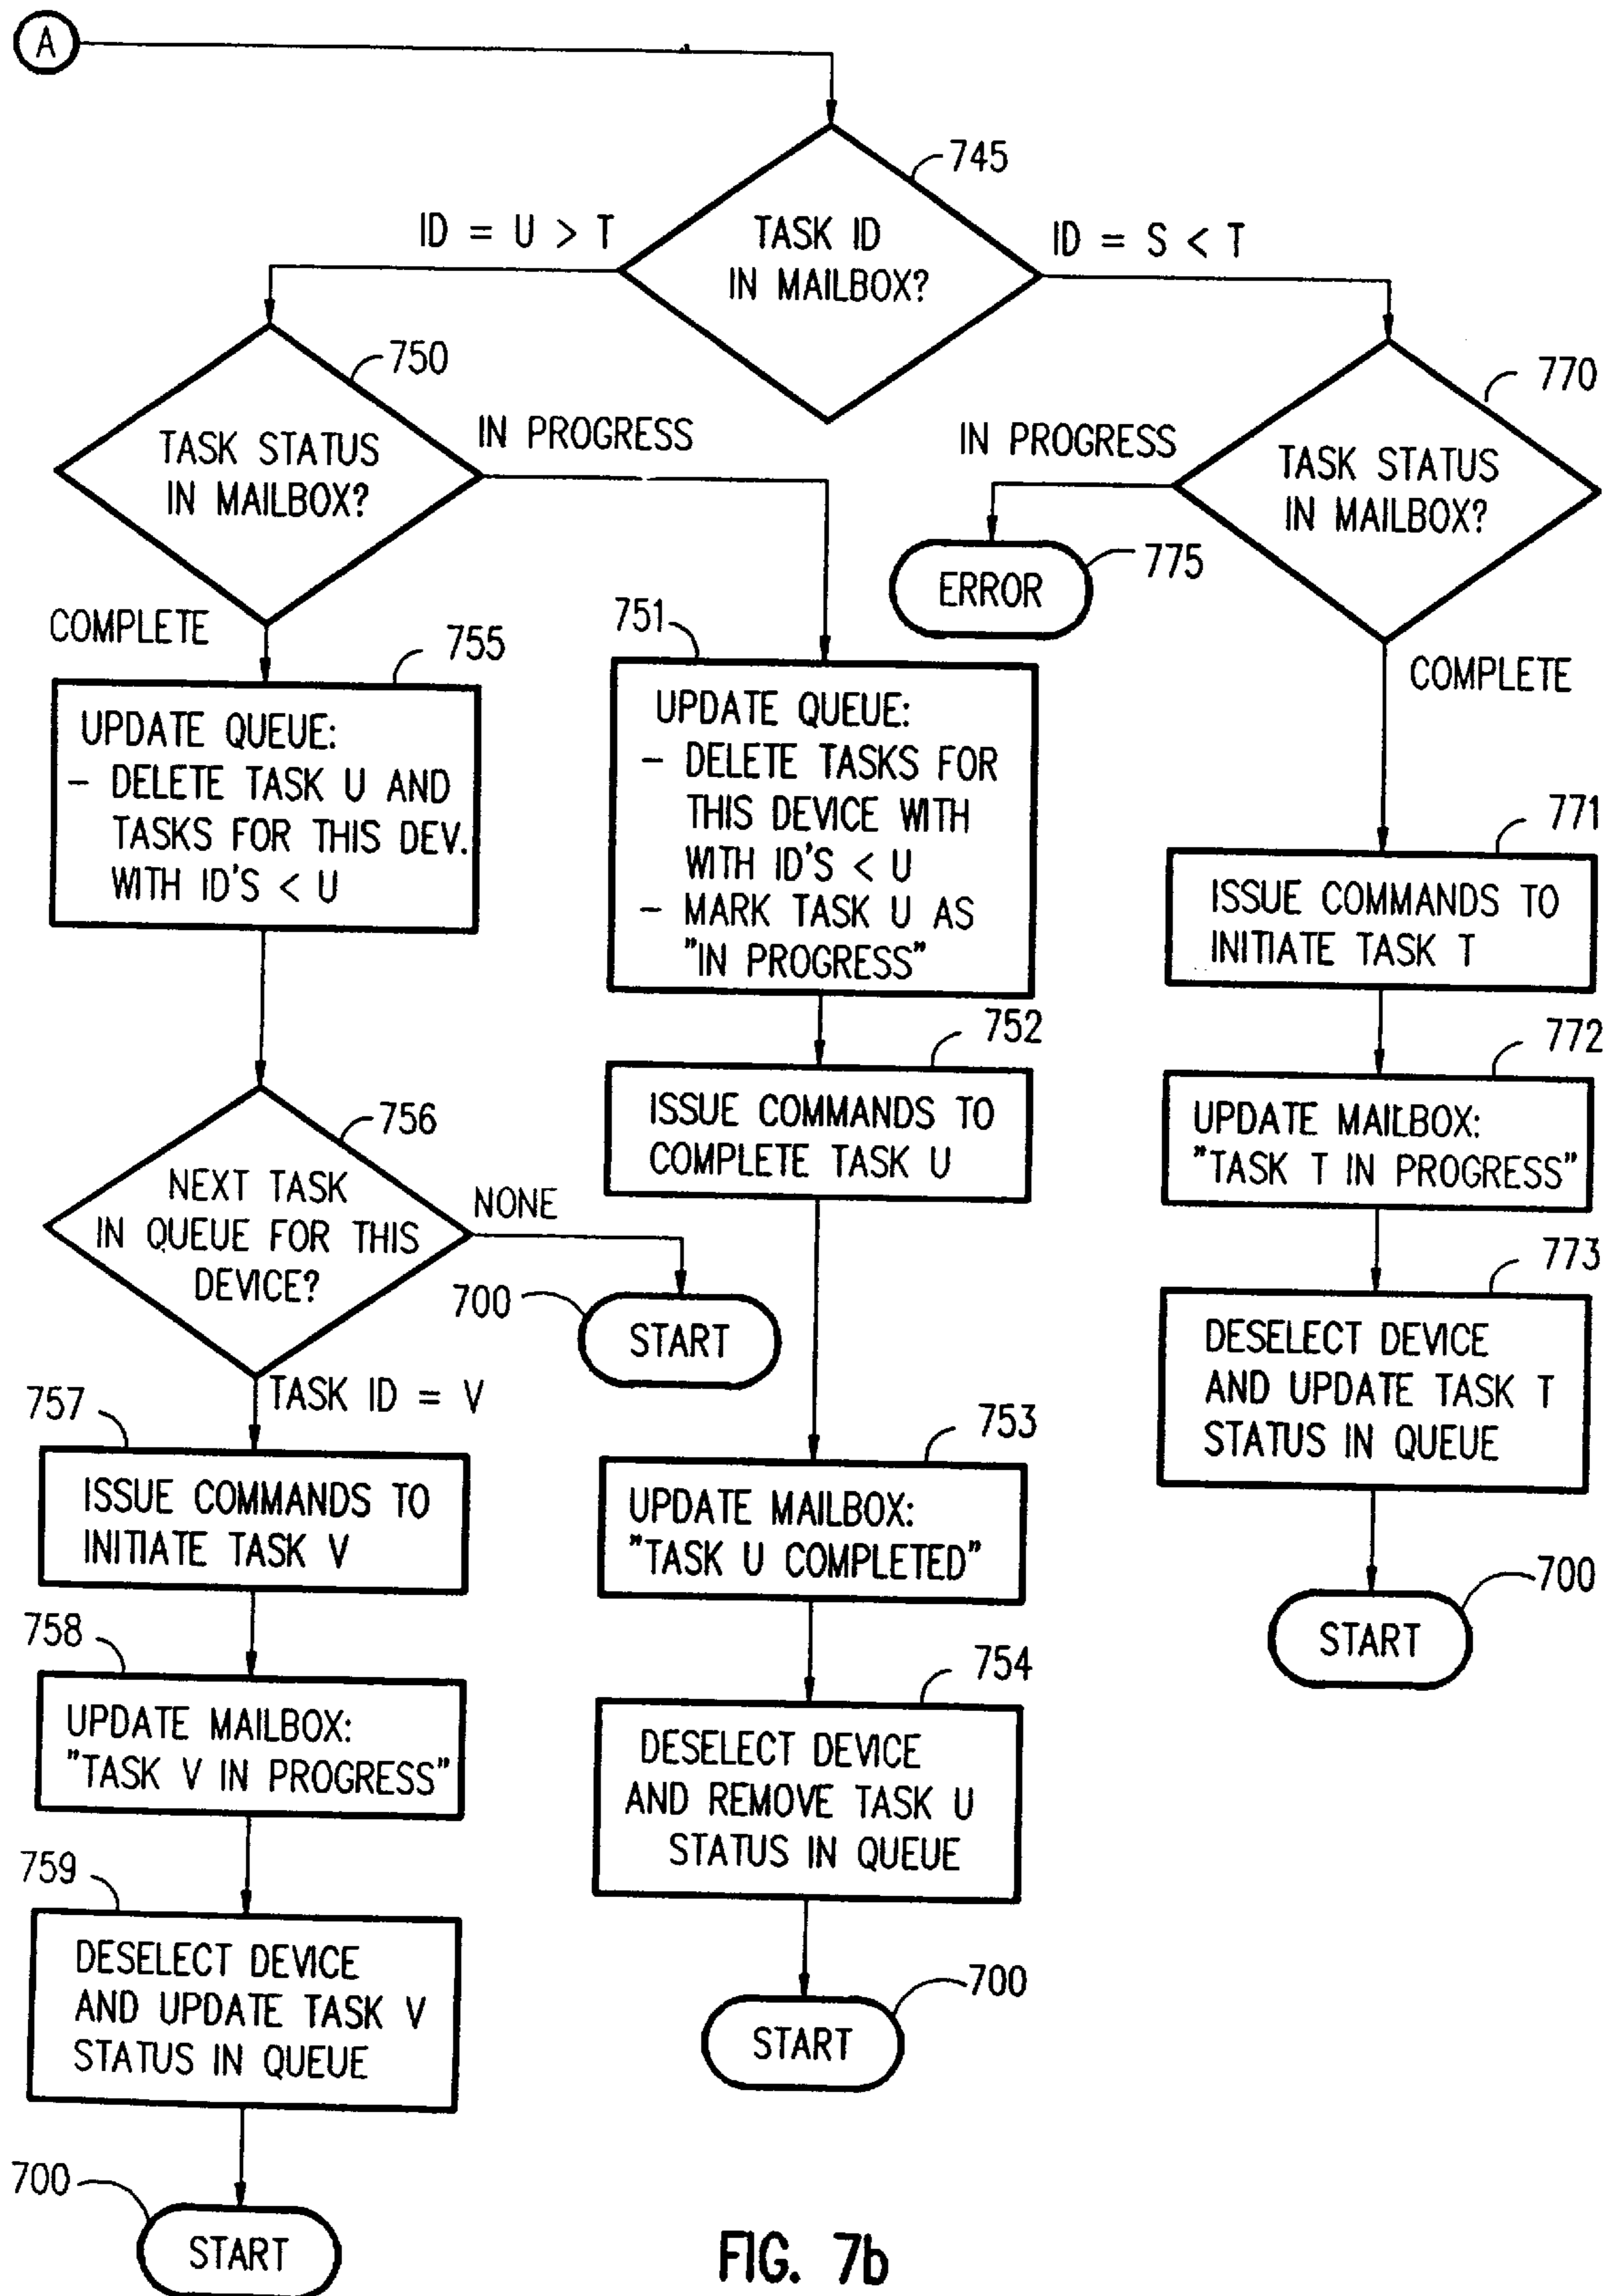 A
745
ID = U > T
TASK ID
IN MAILBOX?
ID = S < T
750
TASK STATUS
IN MAILBOX?
IN PROGRESS
770
IN PROGRESS
TASK STATUS
IN MAILBOX?
ERROR
775
COMPLETE
COMPLETE
755
UPDATE QUEUE:
- DELETE TASK U AND
TASKS FOR THIS DEV.
WITH ID'S < U
751
UPDATE QUEUE:
- DELETE TASKS FOR
THIS DEVICE WITH
WITH ID'S < U
- MARK TASK U AS
"IN PROGRESS"
771
ISSUE COMMANDS TO
INITIATE TASK T
752
ISSUE COMMANDS TO
COMPLETE TASK U
772
UPDATE MAILBOX:
"TASK T IN PROGRESS"
756
NEXT TASK
IN QUEUE FOR THIS
DEVICE?
NONE
700
START
773
DESELECT DEVICE
AND UPDATE TASK T
STATUS IN QUEUE
TASK ID = V
757
ISSUE COMMANDS TO
INITIATE TASK V
753
UPDATE MAILBOX:
"TASK U COMPLETED"
700
START
758
UPDATE MAILBOX:
"TASK V IN PROGRESS"
754
DESELECT DEVICE
AND REMOVE TASK U
STATUS IN QUEUE
759
DESELECT DEVICE
AND UPDATE TASK V
STATUS IN QUEUE
700
START
700
START
FIG. 7b